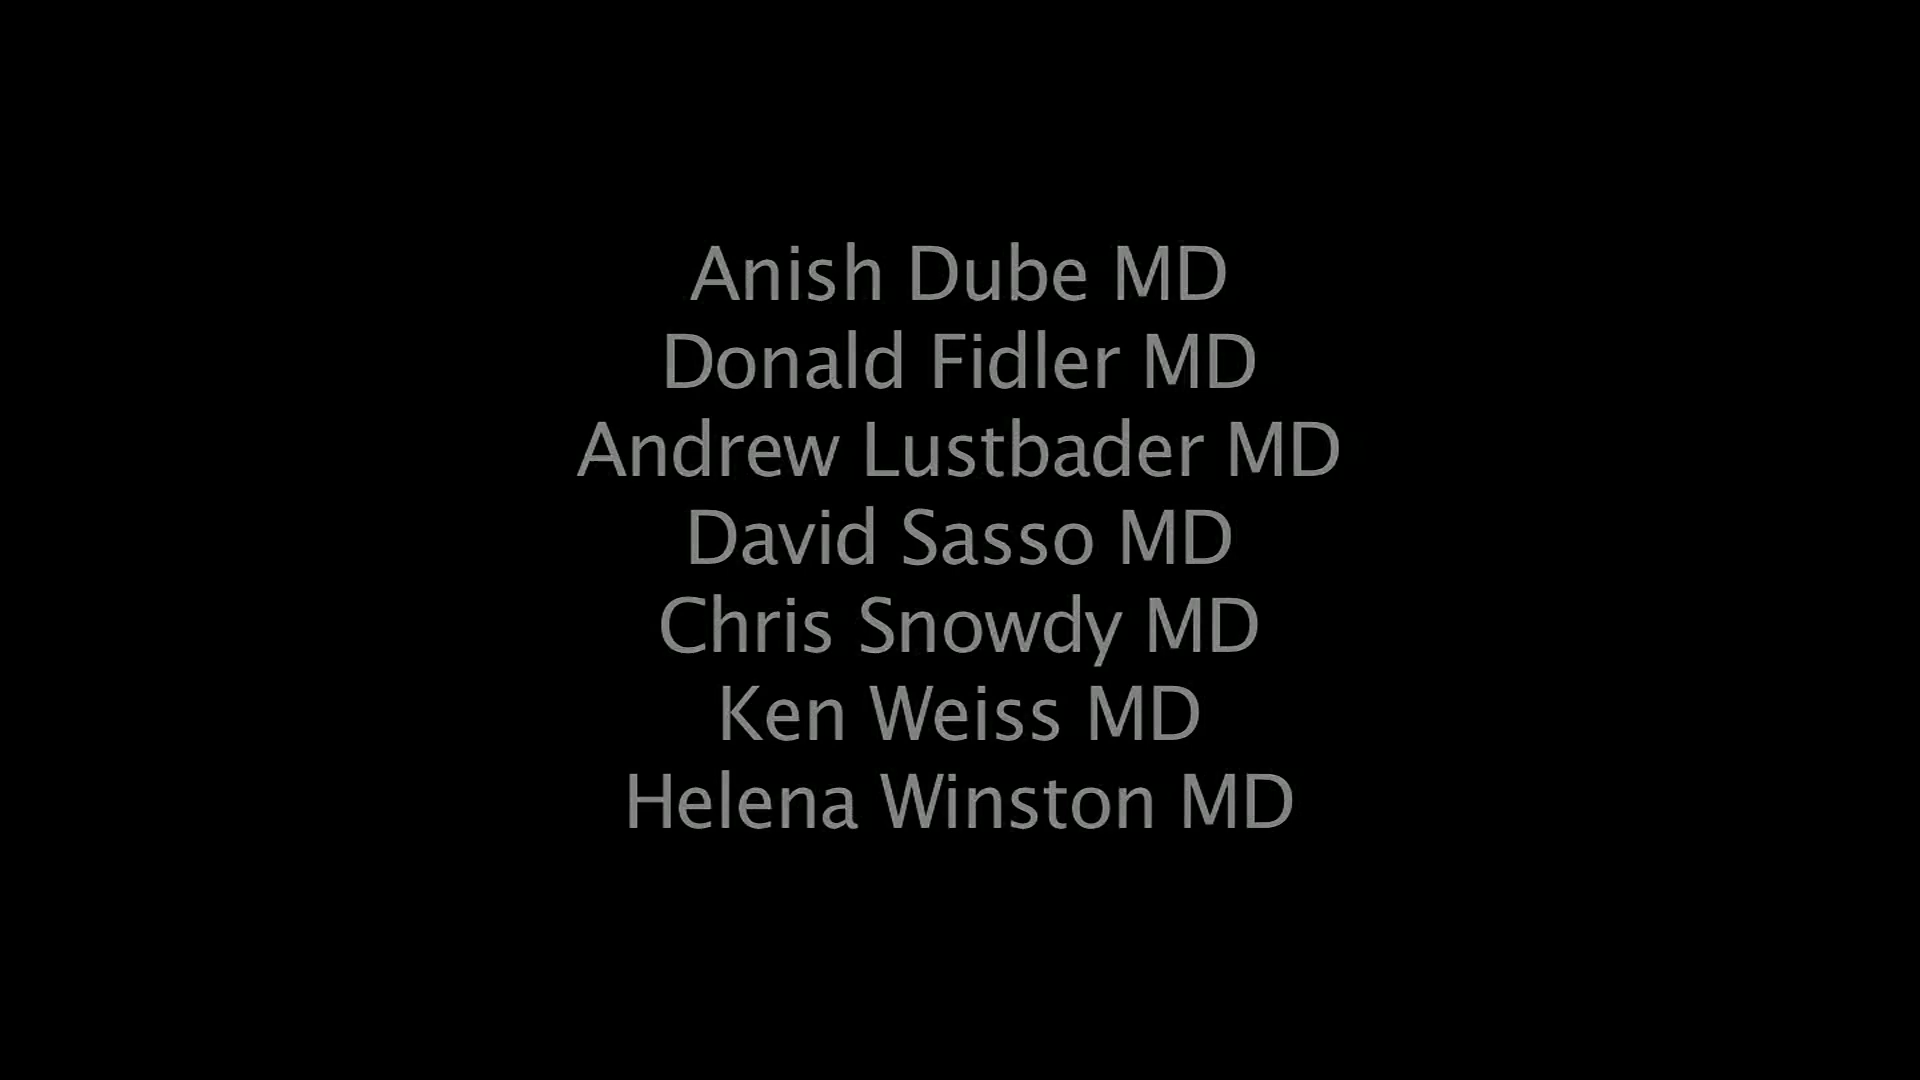 Anish Dube MD
Donald Fidler MD
Andrew Lustbader MD
David Sasso MD
Chris Snowdy MD
Ken Weiss MD
Helena Winston MD